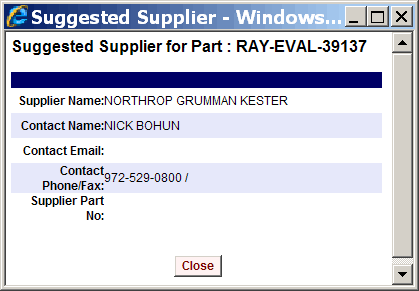 Suggested Supplier - Windows...
Suggested Supplier for Part : RAY-EVAL-39137
Supplier Name: NORTHROP GRUMMAN KESTER
Contact Name: NICK BOHUN
Contact Email:
Contact
Phone/Fax: 972-529-0800 /
Supplier Part
No:
Close